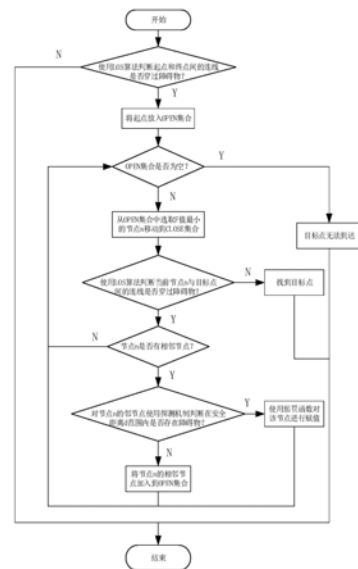 开始
使用LOS算法判断起点和终点间的连线
是否穿过障碍物?
N
Y
将起点放入OPEN集合
OPEN集合是否为空?
Y
N
从OPEN集合中选取F值最小
的节点n移动到CLOSE集合
目标点无法到达
使用LOS算法判断当前节点n与目标点
间的连线是否穿过障碍物?
N
找到目标点
Y
节点n是否有相邻节点?
N
Y
对节点n的邻节点使用探测机制判断在安全
距离d范围内是否存在障碍物?
Y
使用惩罚函数对
该节点进行赋值
N
将节点n的相邻节
点加入到OPEN集合
结束